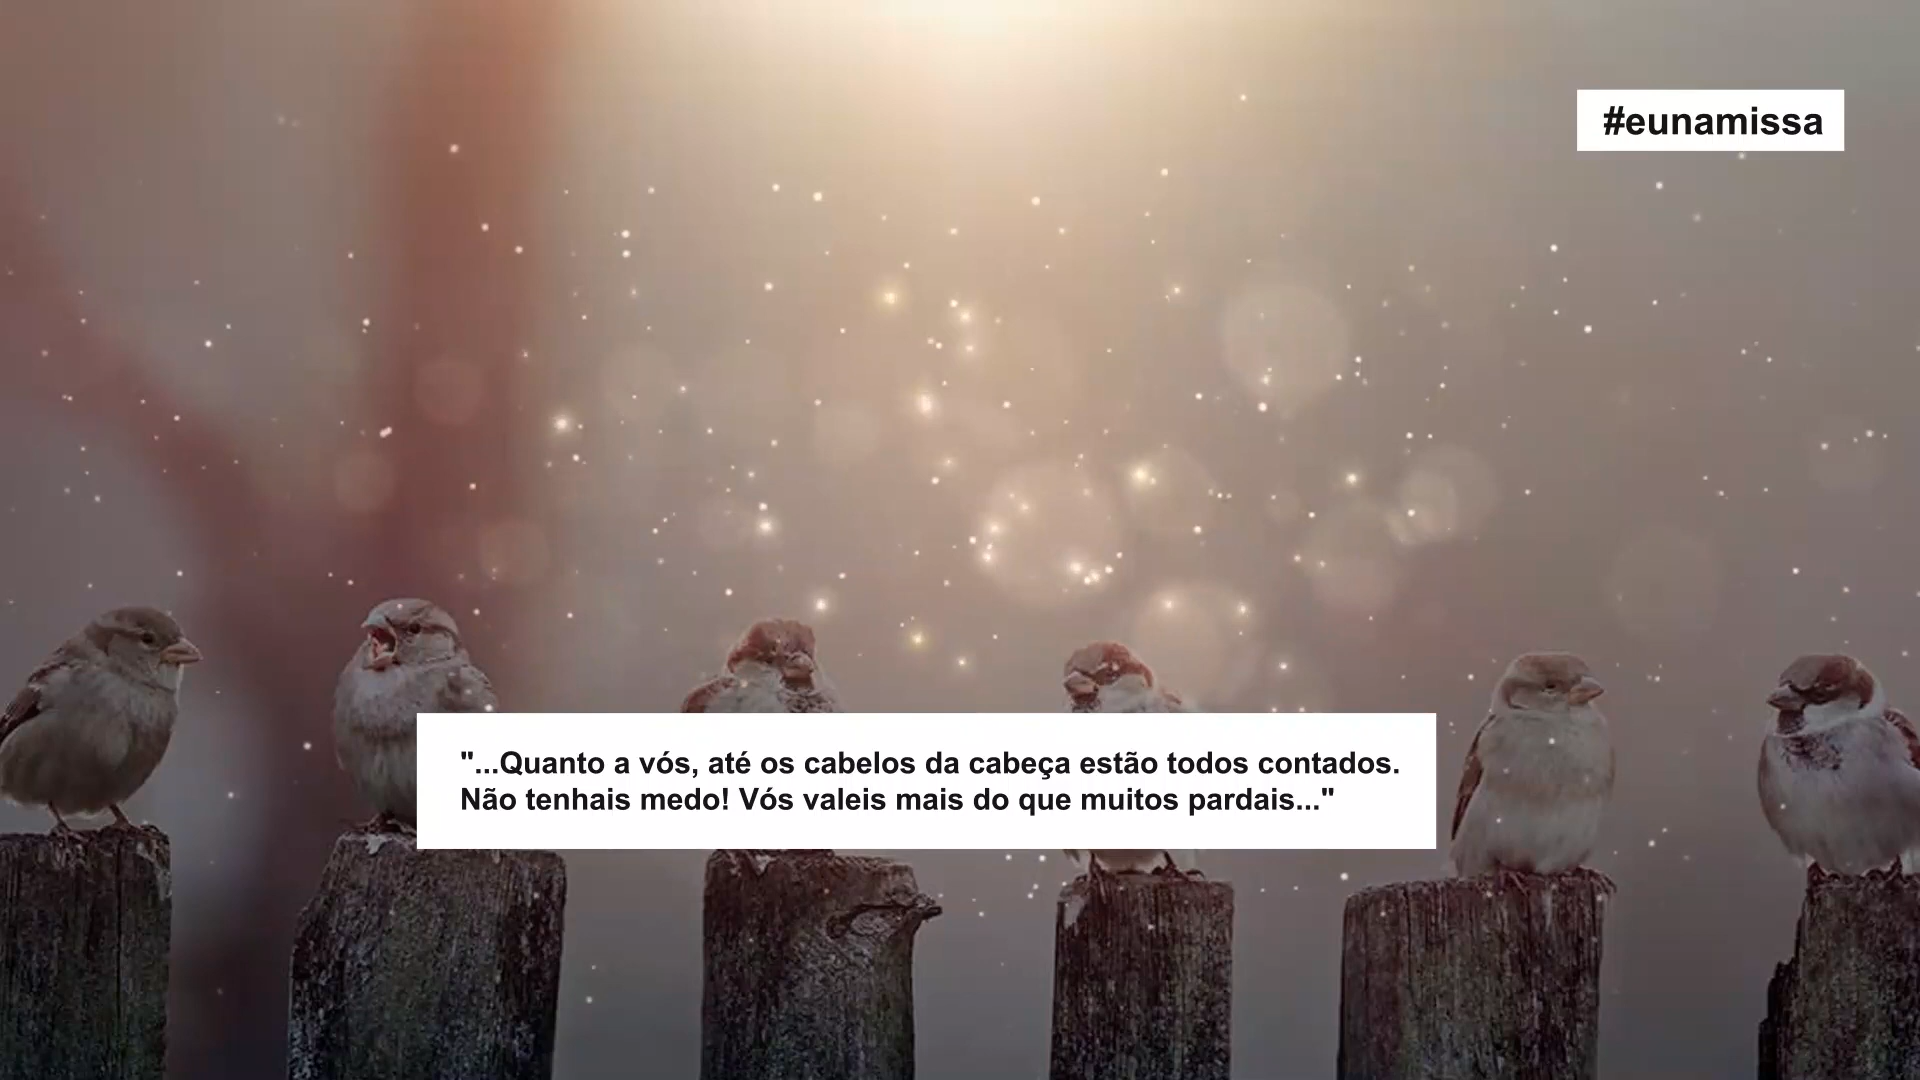 #eunamissa
"...Quanto a vós, até os cabelos da cabeça estão todos contados.
Não tenhais medo! Vós valeis mais do que muitos pardais..."